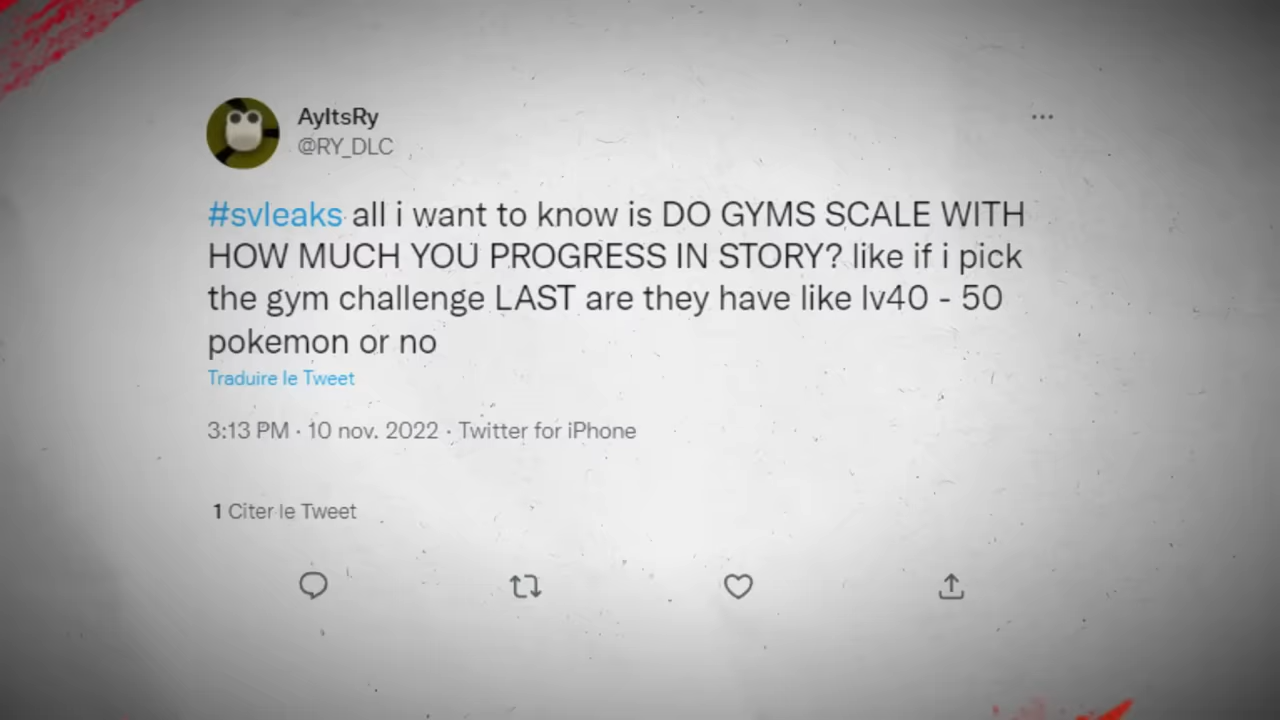 AyItsRy
@RY_DLC
#svleaks all i want to know is DO GYMS SCALE WITH
HOW MUCH YOU PROGRESS IN STORY? like if i pick
the gym challenge LAST are they have like lv40 - 50
pokemon or no
Traduire le Tweet
3:13 PM · 10 nov. 2022 · Twitter for iPhone
1 Citer le Tweet